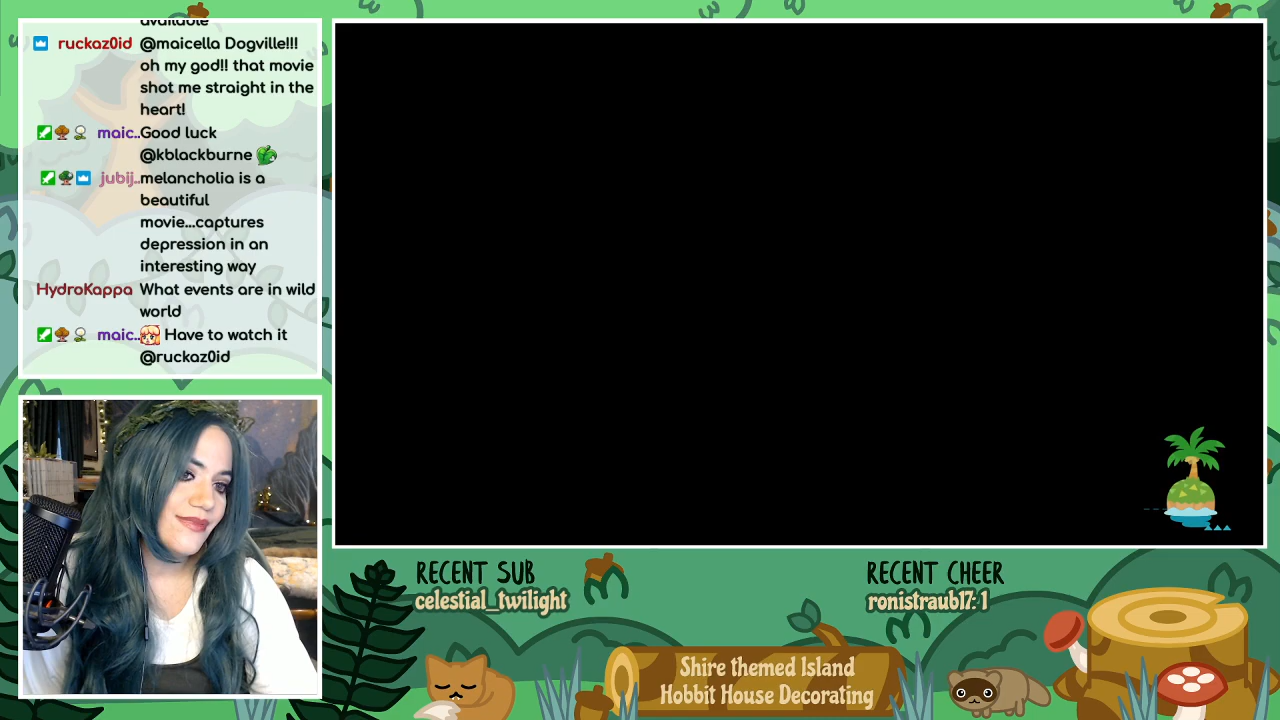 available
ruckaz0id @maicella Dogville!!!
oh my god!! that movie
shot me straight in the
heart!
maic.. Good luck
@kblackburne
jubij.. melancholia is a
beautiful
movie...captures
depression in an
interesting way
HydroKappa What events are in wild
world
maic.. Have to watch it
@ruckaz0id
RECENT SUB
celestial_twilight
RECENT CHEER
ronistraub17: 1
Shire themed Island
Hobbit House Decorating